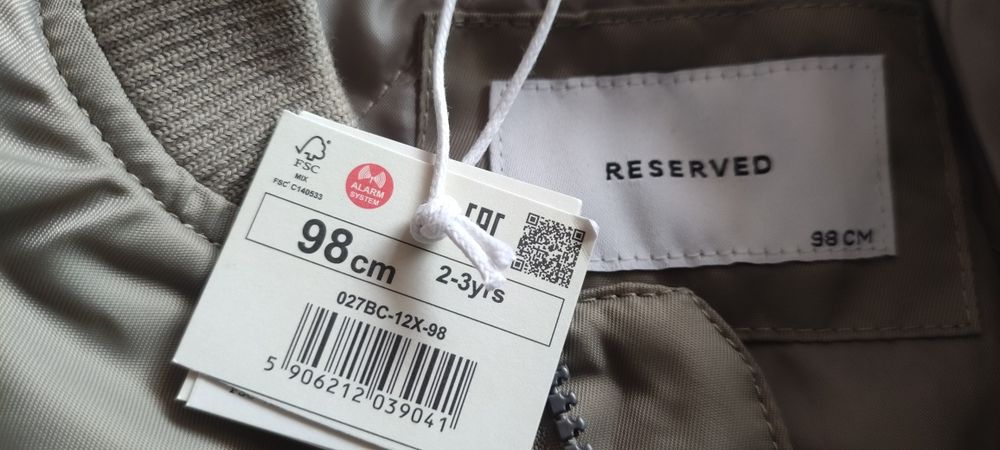 FSC
MIX
FSC® C140533
ALARM
SYSTEM
EAC
98cm
2-3yrs
027BC-12X-98
5 906212 039041
RESERVED
98 CM